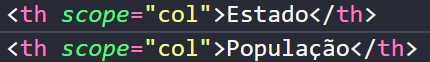 <th scope="col">Estado</th>
<th scope="col">População</th>